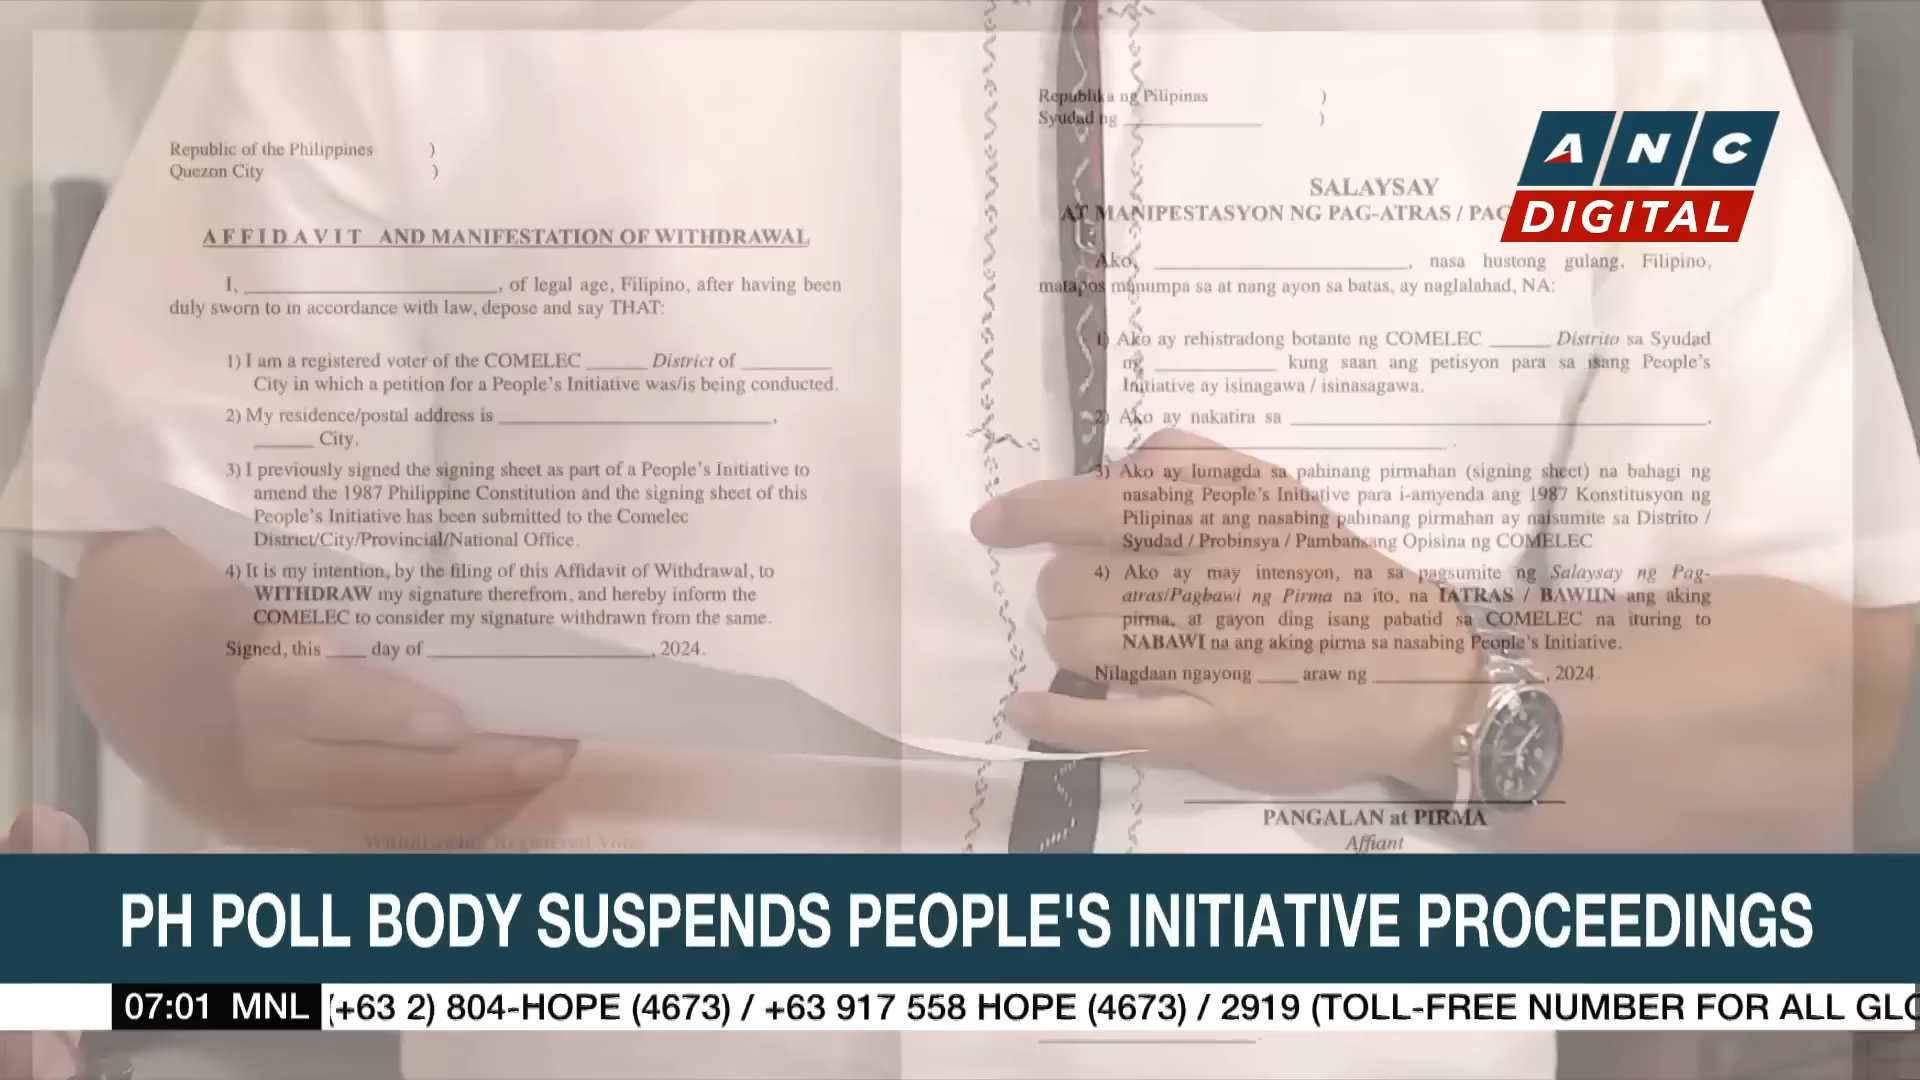 Republic of the Philippines )
Quezon City )
AFFIDAVIT AND MANIFESTATION OF WITHDRAWAL
I, ____________, of legal age, Filipino, after having been
duly sworn to in accordance with law, depose and say THAT:
1) I am a registered voter of the COMELEC ______ District of ________
City in which a petition for a People's Initiative was/is being conducted.
2) My residence/postal address is ____________,
______ City.
3) I previously signed the signing sheet as part of a People's Initiative to
amend the 1987 Philippine Constitution and the signing sheet of this
People's Initiative has been submitted to the Comelec
District/City/Provincial/National Office.
4) It is my intention, by the filing of this Affidavit of Withdrawal, to
WITHDRAW my signature therefrom, and hereby inform the
COMELEC to consider my signature withdrawn from the same.
Signed, this ____ day of ____________, 2024.
Withdrawing Registered Voter
Republika ng Pilipinas )
Syudad ng ____________ )
SALAYSAY
AT MANIPESTASYON NG PAG-ATRAS / PAG
Ako, ____________, nasa hustong gulang, Filipino,
matapos manumpa sa at nang ayon sa batas, ay naglalahad, NA:
1) Ako ay rehistradong botante ng COMELEC ______ Distrito sa Syudad
ng ____________ kung saan ang petisyon para sa isang People's
Initiative ay isinagawa / isinasagawa.
2) Ako ay nakatira sa ____________,
____________.
3) Ako ay lumagda sa pahinang pirmahan (signing sheet) na bahagi ng
nasabing People's Initiative para i-amyenda ang 1987 Konstitusyon ng
Pilipinas at ang nasabing pahinang pirmahan ay naisumite sa Distrito /
Syudad / Probinsya / Pambansang Opisina ng COMELEC
4) Ako ay may intensyon, na sa pagsumite ng Salaysay ng Pag-
atras/Pagbawi ng Pirma na ito, na IATRAS / BAWIIN ang aking
pirma, at gayon ding isang pabatid sa COMELEC na ituring to
NABAWI na ang aking pirma sa nasabing People's Initiative.
Nilagdaan ngayong ____ araw ng ____________, 2024.
PANGALAN at PIRMA
Affiant
ANC
DIGITAL
PH POLL BODY SUSPENDS PEOPLE'S INITIATIVE PROCEEDINGS
07:01 MNL (+63 2) 804-HOPE (4673) / +63 917 558 HOPE (4673) / 2919 (TOLL-FREE NUMBER FOR ALL